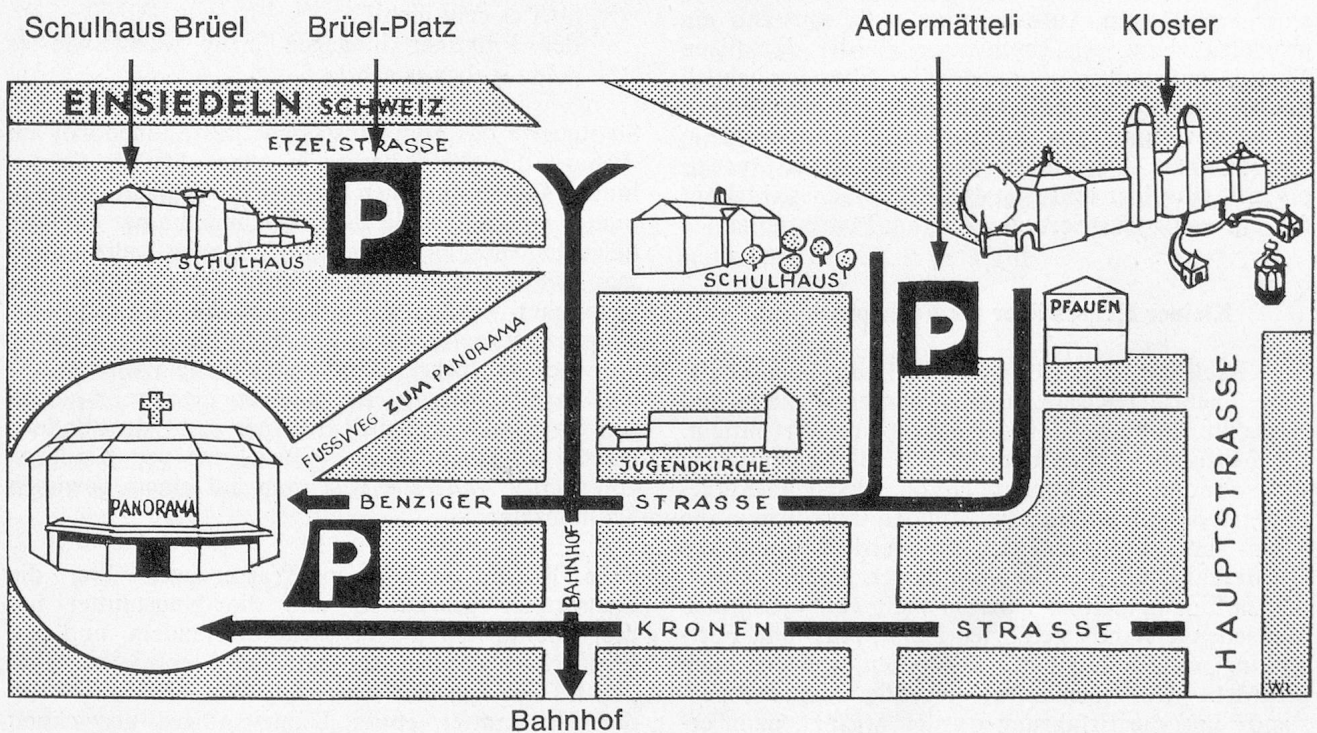 Schulhaus Brüel
Brüel-Platz
Adlermätteli
Kloster
EINSIEDELN SCHWEIZ
ETZELSTRASSE
P
SCHULHAUS
SCHULHAUS
P
PFAUEN
FUSSWEG ZUM PANORAMA
JUGENDKIRCHE
PANORAMA
BENZIGER STRASSE
P
BAHNHOF
KRONEN STRASSE
HAUPTSTRASSE
Bahnhof